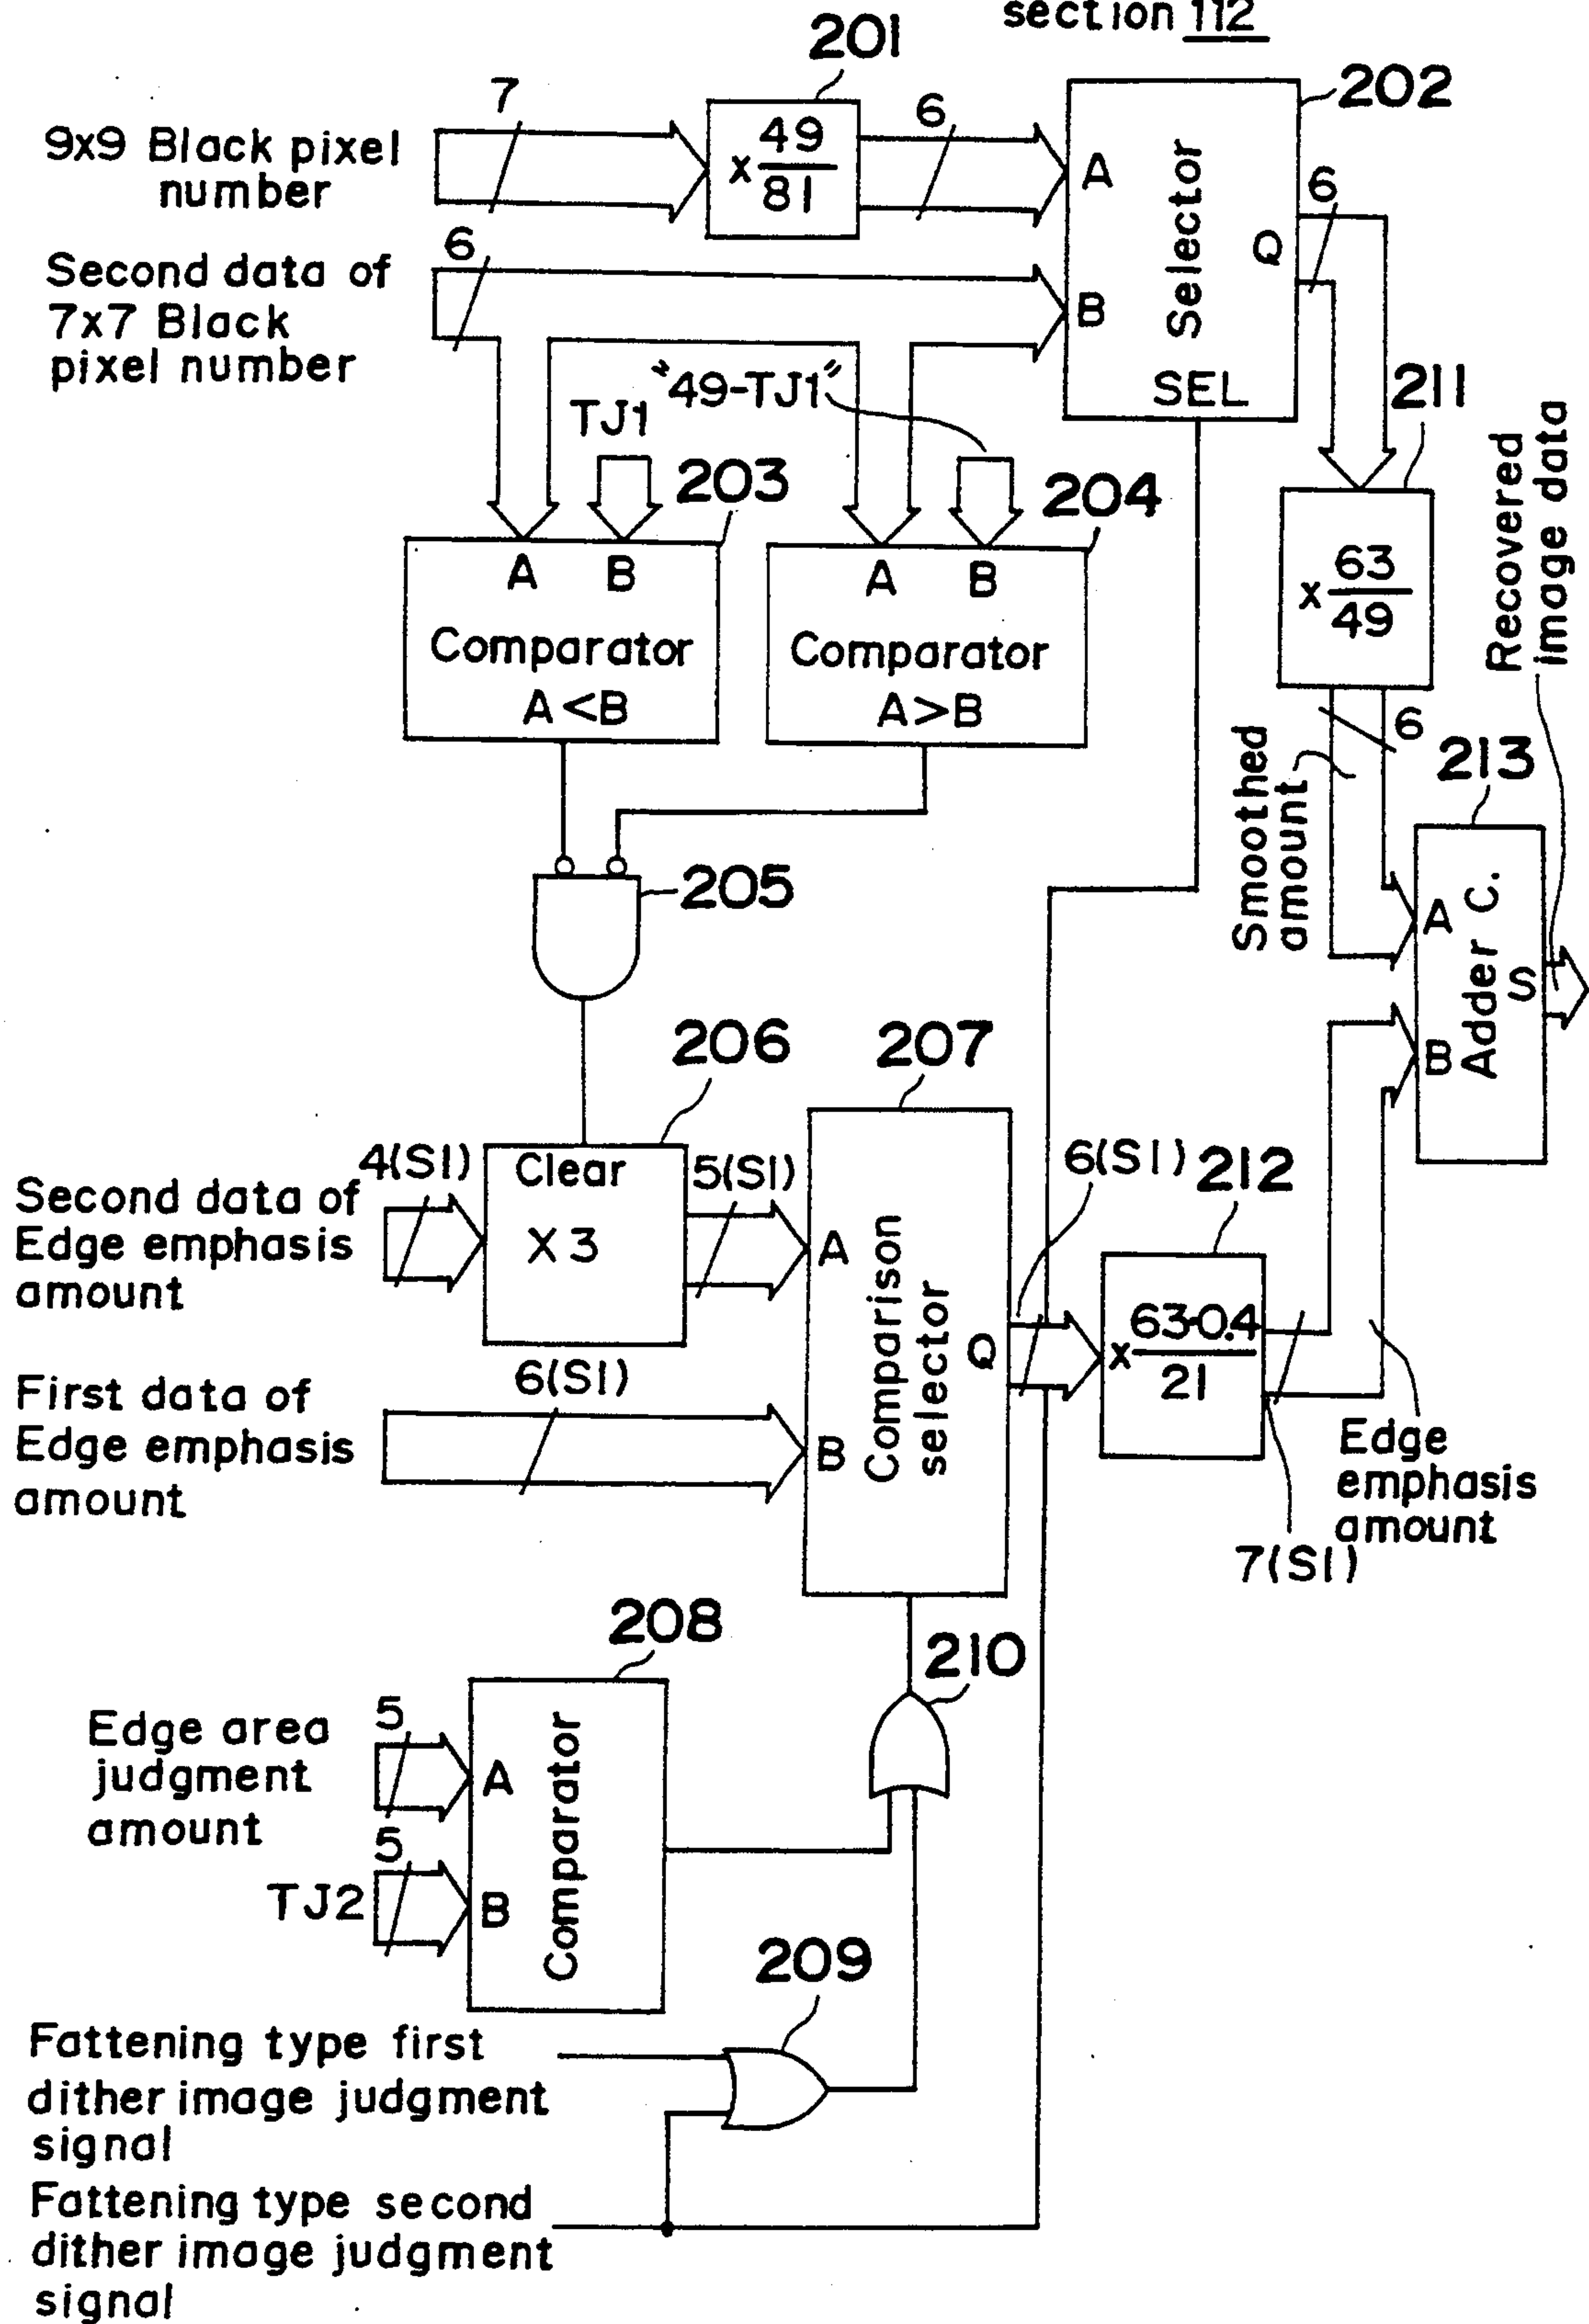 section 112
201
202
7
6
9x9 Black pixel
number
x 49
81
A
Selector
6
Q
6
Second data of
7x7 Black
pixel number
B
"49-TJ1"
TJ1
SEL
211
Recovered
image data
203
204
A B
A B
x 63
49
Comparator
A<B
Comparator
A>B
6
Smoothed
amount
213
205
A
Adder C.
S
B
206
207
4(S1)
Clear
x 3
5(S1)
6(S1)
212
Second data of
Edge emphasis
amount
A
Comparison
selector
Q
x 63·0.4
21
First data of
Edge emphasis
amount
6(S1)
B
Edge
emphasis
amount
7(S1)
208
210
Edge area
judgment
amount
5
A
Comparator
5
TJ2
B
209
Fattening type first
dither image judgment
signal
Fattening type second
dither image judgment
signal